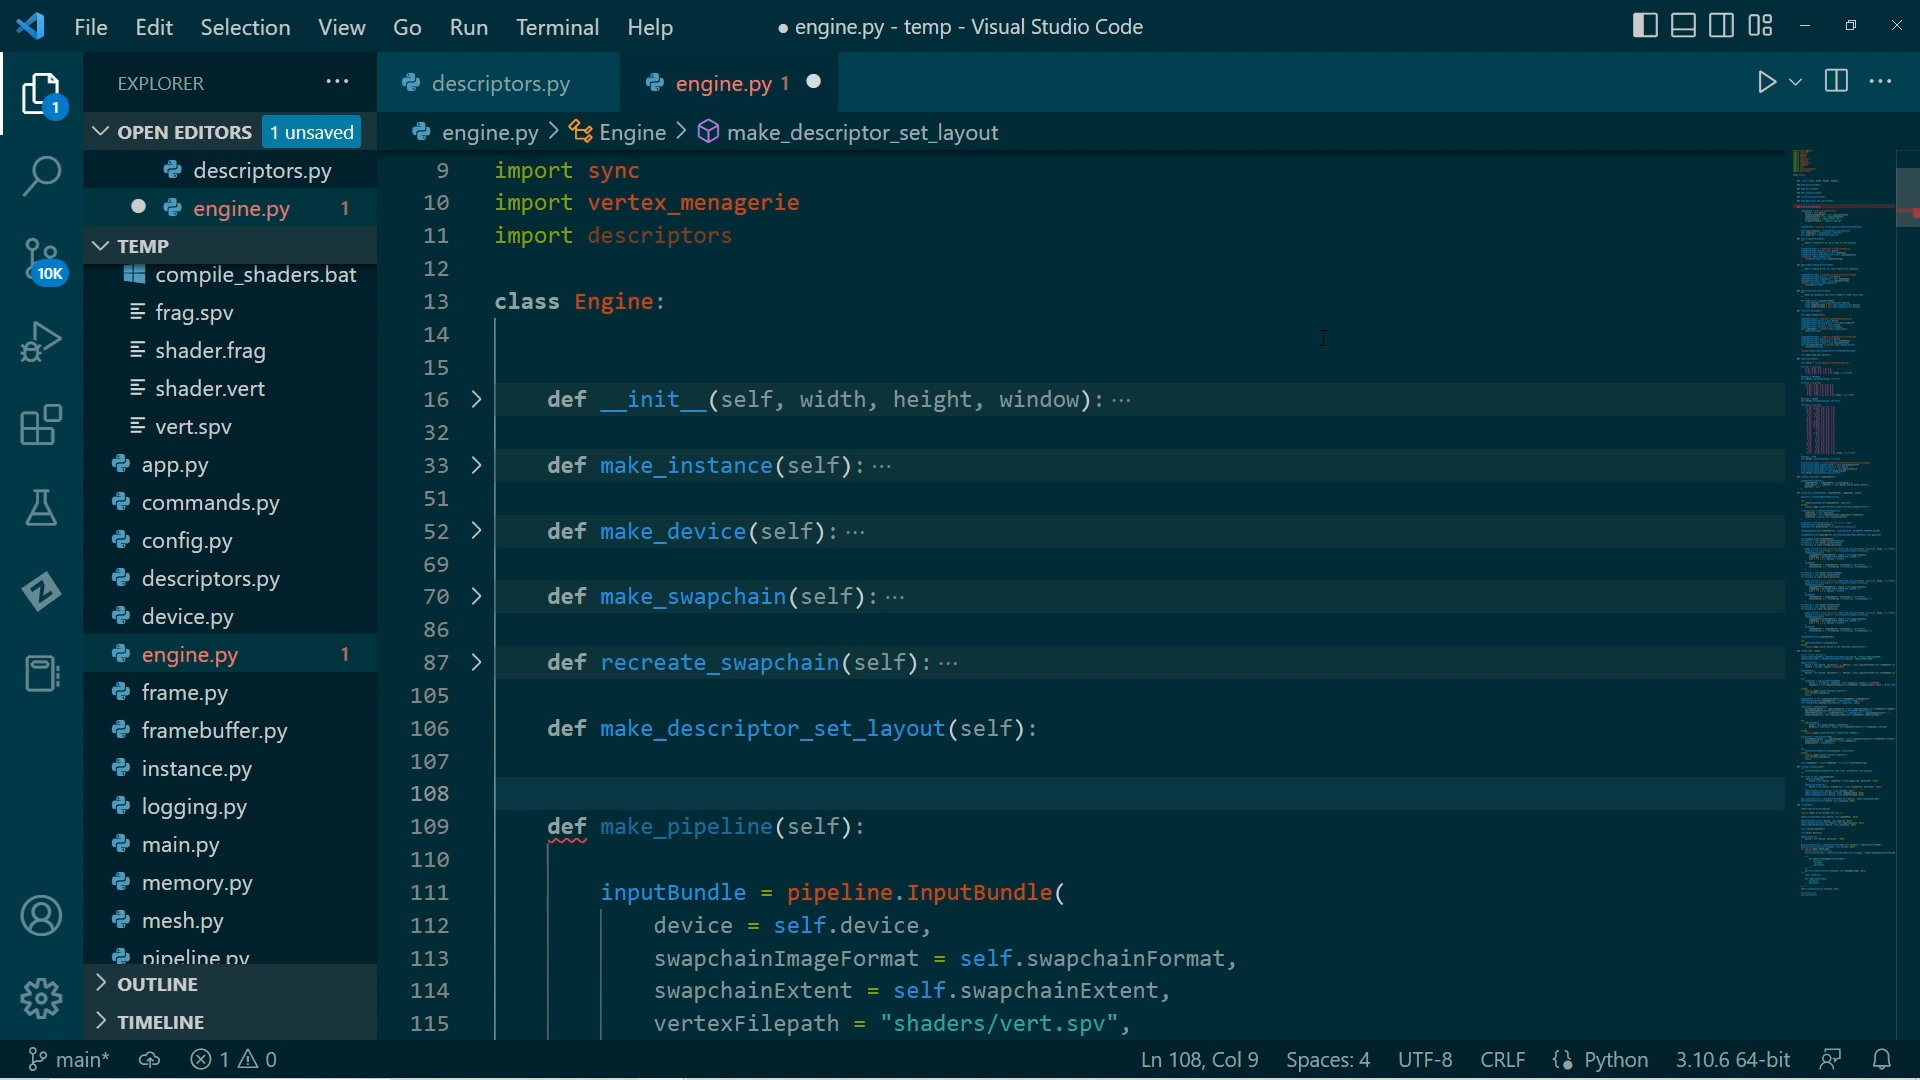 File Edit Selection View Go Run Terminal Help ● engine.py - temp - Visual Studio Code
EXPLORER ···
descriptors.py engine.py 1
OPEN EDITORS 1 unsaved
engine.py > Engine > make_descriptor_set_layout
descriptors.py
engine.py 1
TEMP
compile_shaders.bat
frag.spv
shader.frag
shader.vert
vert.spv
app.py
commands.py
config.py
descriptors.py
device.py
engine.py 1
frame.py
framebuffer.py
instance.py
logging.py
main.py
memory.py
mesh.py
pipeline.py
OUTLINE
TIMELINE
1
10K
9 import sync
10 import vertex_menagerie
11 import descriptors
12
13 class Engine:
14
15
16 def __init__(self, width, height, window):···
32
33 def make_instance(self):···
51
52 def make_device(self):···
69
70 def make_swapchain(self):···
86
87 def recreate_swapchain(self):···
105
106 def make_descriptor_set_layout(self):
107
108
109 def make_pipeline(self):
110
111 inputBundle = pipeline.InputBundle(
112 device = self.device,
113 swapchainImageFormat = self.swapchainFormat,
114 swapchainExtent = self.swapchainExtent,
115 vertexFilepath = "shaders/vert.spv",
main* 1 0 Ln 108, Col 9 Spaces: 4 UTF-8 CRLF Python 3.10.6 64-bit